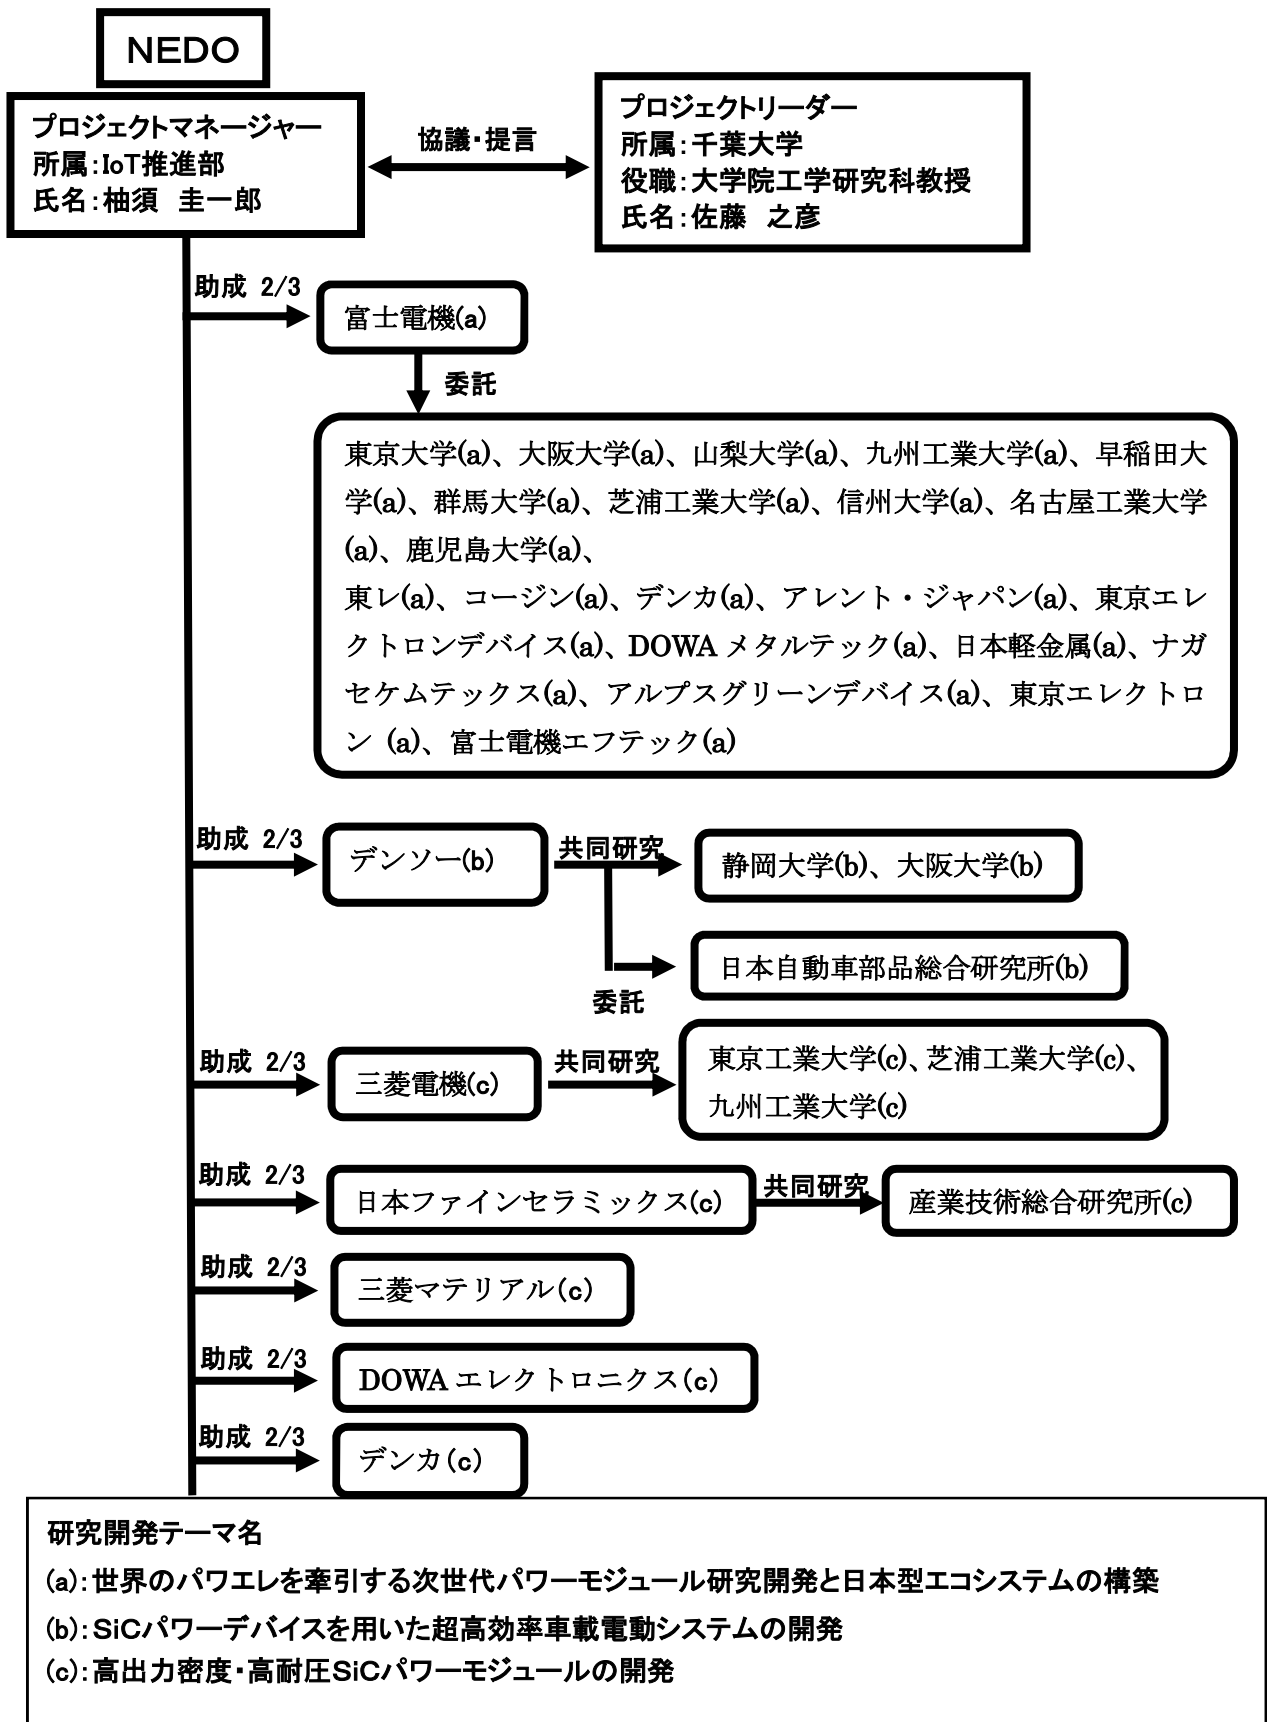 NEDO
プロジェクトマネージャー
所属：IoT推進部
氏名：柚須　圭一郎
協議・提言
プロジェクトリーダー
所属：千葉大学
役職：大学院工学研究科教授
氏名：佐藤　之彦
助成 2/3
富士電機(a)
委託
東京大学(a)、大阪大学(a)、山梨大学(a)、九州工業大学(a)、早稲田大
学(a)、群馬大学(a)、芝浦工業大学(a)、信州大学(a)、名古屋工業大学
(a)、鹿児島大学(a)、
東レ(a)、コージン(a)、デンカ(a)、アレント・ジャパン(a)、東京エレ
クトロンデバイス(a)、DOWA メタルテック(a)、日本軽金属(a)、ナガ
セケムテックス(a)、アルプスグリーンデバイス(a)、東京エレクトロ
ン (a)、富士電機エフテック(a)
助成 2/3
デンソー(b)
共同研究
静岡大学(b)、大阪大学(b)
日本自動車部品総合研究所(b)
委託
助成 2/3
三菱電機(c)
共同研究
東京工業大学(c)、芝浦工業大学(c)、
九州工業大学(c)
助成 2/3
日本ファインセラミックス(c)
共同研究
産業技術総合研究所(c)
助成 2/3
三菱マテリアル(c)
助成 2/3
DOWA エレクトロニクス(c)
助成 2/3
デンカ(c)
研究開発テーマ名
(a)：世界のパワエレを牽引する次世代パワーモジュール研究開発と日本型エコシステムの構築
(b)：SiCパワーデバイスを用いた超高効率車載電動システムの開発
(c)：高出力密度・高耐圧SiCパワーモジュールの開発